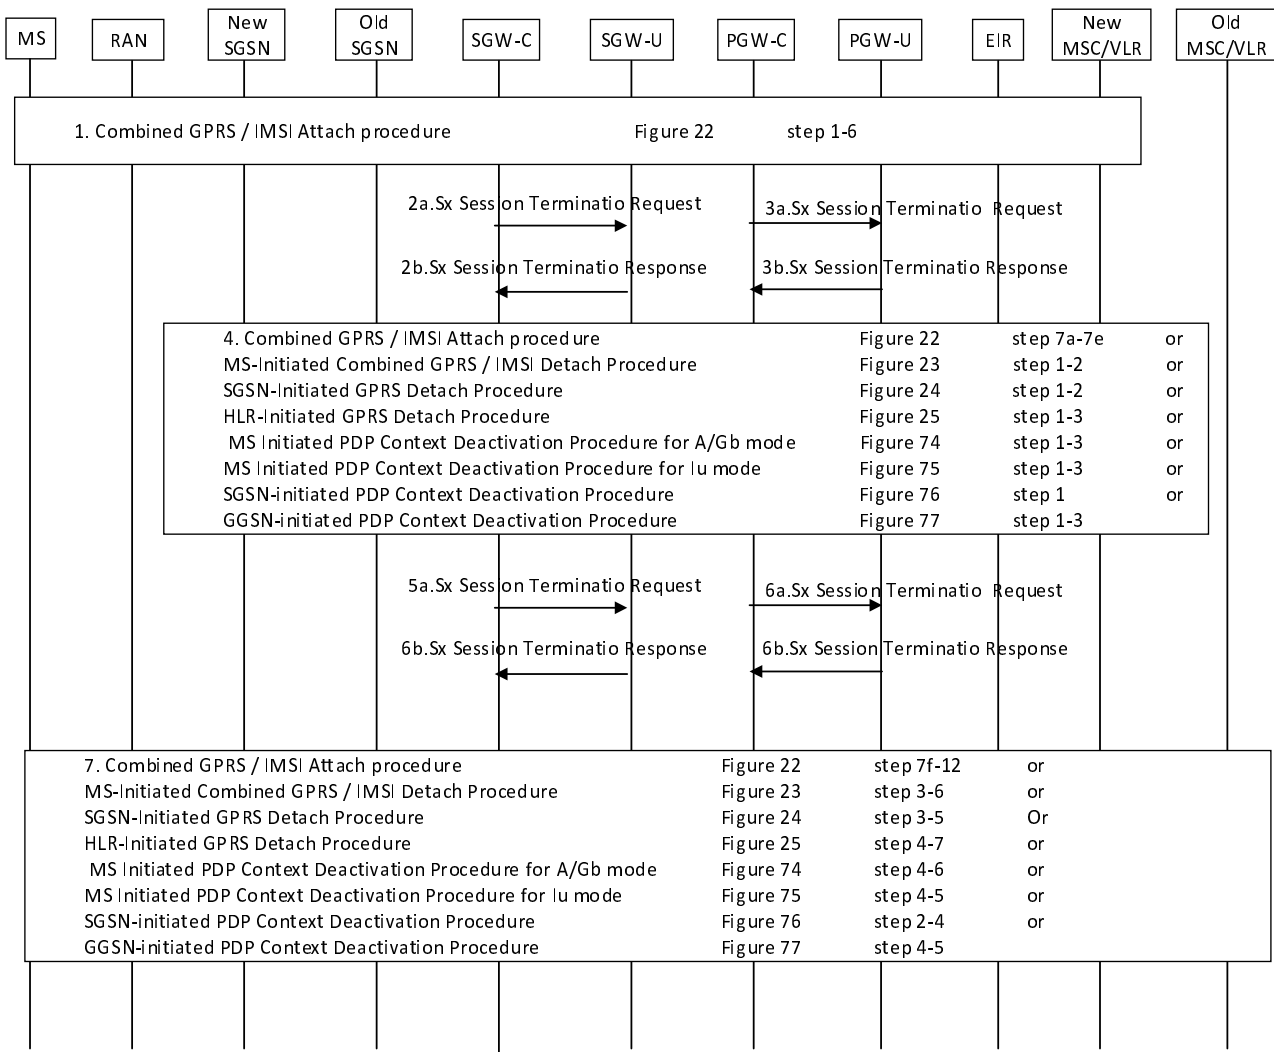 MS
RAN
New
SGSN
Old
SGSN
SGW-C
SGW-U
PGW-C
PGW-U
EIR
New
MSC/VLR
Old
MSC/VLR
1. Combined GPRS / IMSI Attach procedure Figure 22 step 1-6
2a.Sx Session Terminatio Request
3a.Sx Session Terminatio Request
2b.Sx Session Terminatio Response
3b.Sx Session Terminatio Response
4. Combined GPRS / IMSI Attach procedure Figure 22 step 7a-7e or
MS-Initiated Combined GPRS / IMSI Detach Procedure Figure 23 step 1-2 or
SGSN-Initiated GPRS Detach Procedure Figure 24 step 1-2 or
HLR-Initiated GPRS Detach Procedure Figure 25 step 1-3 or
MS Initiated PDP Context Deactivation Procedure for A/Gb mode Figure 74 step 1-3 or
MS Initiated PDP Context Deactivation Procedure for Iu mode Figure 75 step 1-3 or
SGSN-initiated PDP Context Deactivation Procedure Figure 76 step 1 or
GGSN-initiated PDP Context Deactivation Procedure Figure 77 step 1-3
5a.Sx Session Terminatio Request
6a.Sx Session Terminatio Request
6b.Sx Session Terminatio Response
6b.Sx Session Terminatio Response
7. Combined GPRS / IMSI Attach procedure Figure 22 step 7f-12 or
MS-Initiated Combined GPRS / IMSI Detach Procedure Figure 23 step 3-6 or
SGSN-Initiated GPRS Detach Procedure Figure 24 step 3-5 Or
HLR-Initiated GPRS Detach Procedure Figure 25 step 4-7 or
MS Initiated PDP Context Deactivation Procedure for A/Gb mode Figure 74 step 4-6 or
MS Initiated PDP Context Deactivation Procedure for Iu mode Figure 75 step 4-5 or
SGSN-initiated PDP Context Deactivation Procedure Figure 76 step 2-4 or
GGSN-initiated PDP Context Deactivation Procedure Figure 77 step 4-5